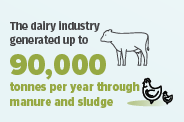 The dairy industry
generated up to
90,000
tonnes per year through
manure and sludge